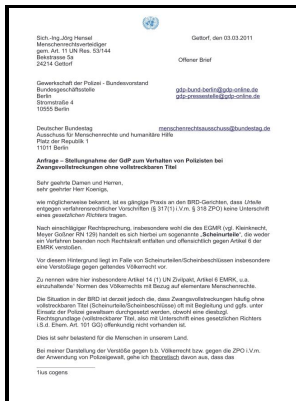 Sich.-Ing.Jörg Hensel
Gettorf, den 03.03.2011
Menschenrechtsverteidiger
gem. Art. 11 UN Res. 53/144
Bekstrasse 5a
24214 Gettorf
Offener Brief
Gewerkschaft der Polizei - Bundesvorstand
Bundesgeschäftsstelle
gdp-bund-berlin@gdp-online.de
Berlin
gdp-pressestelle@gdp-online.de
Stromstraße 4
10555 Berlin
Deutscher Bundestag
menschenrechtsausschuss@bundestag.de
Ausschuss für Menschenrechte und humanitäre Hilfe
Platz der Republik 1
11011 Berlin
Anfrage – Stellungnahme der GdP zum Verhalten von Polizisten bei
Zwangsvollstreckungen ohne vollstreckbaren Titel
Sehr geehrte Damen und Herren,
sehr geehrter Herr Koenigs,
wie möglicherweise bekannt, ist es gängige Praxis an den BRD-Gerichten, dass Urteile
entgegen verfahrensrechtlicher Vorschriften (§ 317(1) i.V.m. § 318 ZPO) keine Unterschrift
eines gesetzlichen Richters tragen.
Nach einschlägiger Rechtsprechung, insbesondere wohl die des EGMR (vgl. Kleinknecht,
Meyer Goßner RN 129) handelt es sich hierbei um sogenannte „Scheinurteile", die weder
ein Verfahren beenden noch Rechtskraft entfalten und offensichtlich gegen Artikel 6 der
EMRK verstoßen.
Vor diesem Hintergrund liegt im Falle von Scheinurteilen/Scheinbeschlüssen insbesondere
eine Verstoßlage gegen geltendes Völkerrecht vor.
Zu nennen wäre hier insbesondere Artikel 14 (1) UN Zivilpakt, Artikel 6 EMRK, u.a.
einzuhaltende¹ Normen des Völkerrechts mit Bezug auf elementare Menschenrechte.
Die Situation in der BRD ist derzeit jedoch die, dass Zwangsvollstreckungen häufig ohne
vollstreckbaren Titel (Scheinurteile/Scheinbeschlüsse) oft mit Begleitung und ggfls. unter
Einsatz der Polizei gewaltsam durchgesetzt werden, obwohl eine diesbzgl.
Rechtsgrundlage (vollstreckbarer Titel, also mit Unterschrift eines gesetzlichen Richters
i.S.d. Ehem. Art. 101 GG) offenkundig nicht vorhanden ist.
Dies ist sehr belastend für die Menschen in unserem Land.
Bei meiner Darstellung der Verstöße gegen b.b. Völkerrecht bzw. gegen die ZPO i.V.m.
der Anwendung von Polizeigewalt, gehe ich theoretisch davon aus, dass das
1ius cogens